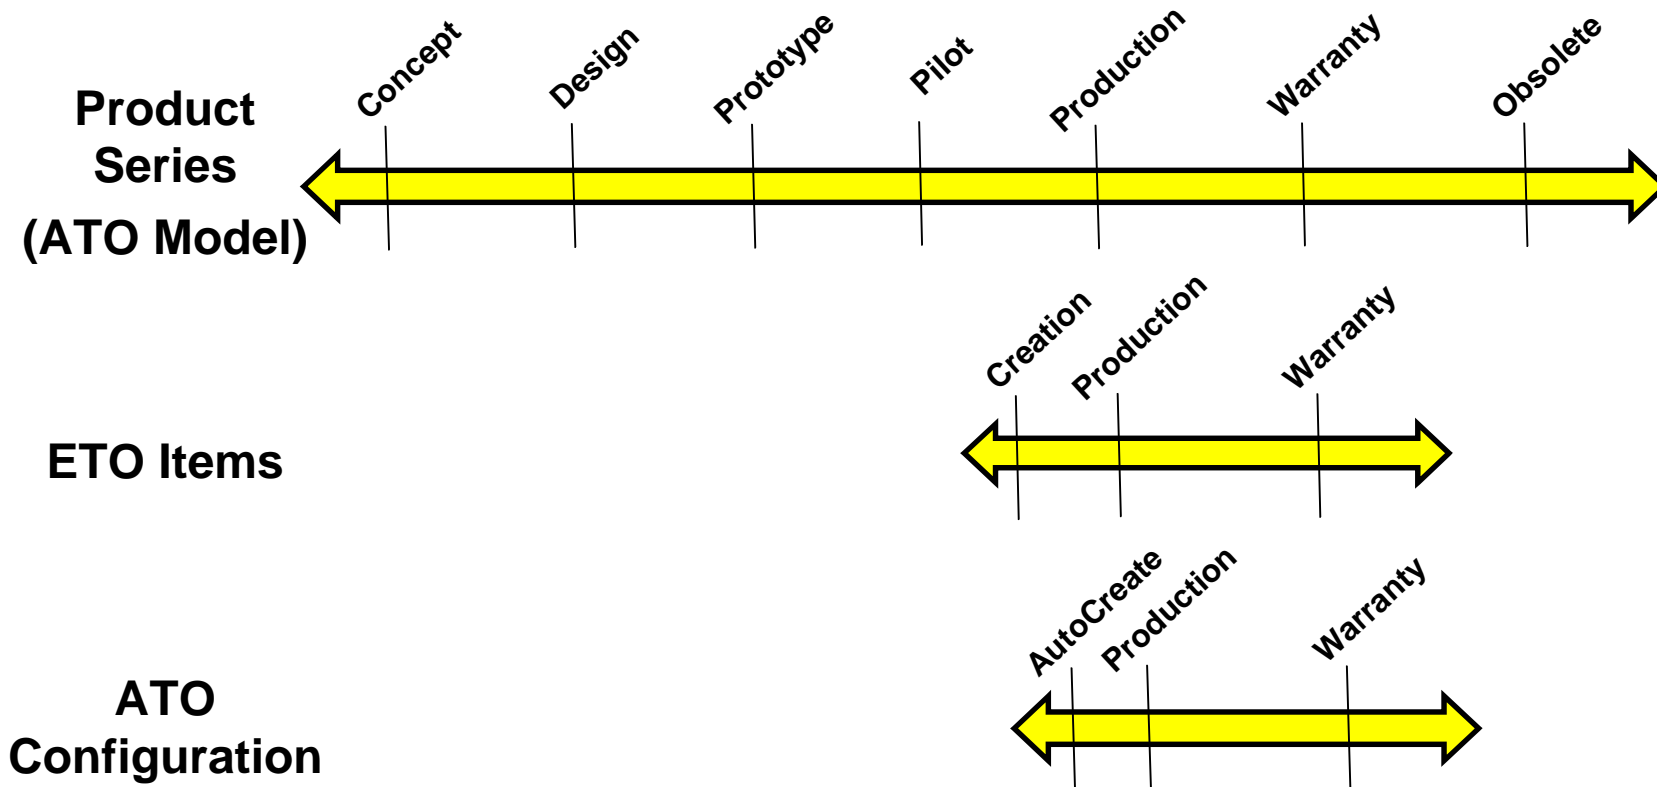 Concept
Design
Prototype
Pilot
Production
Warranty
Obsolete
Product
Series
(ATO Model)
Creation
Production
Warranty
ETO Items
AutoCreate
Production
Warranty
ATO
Configuration